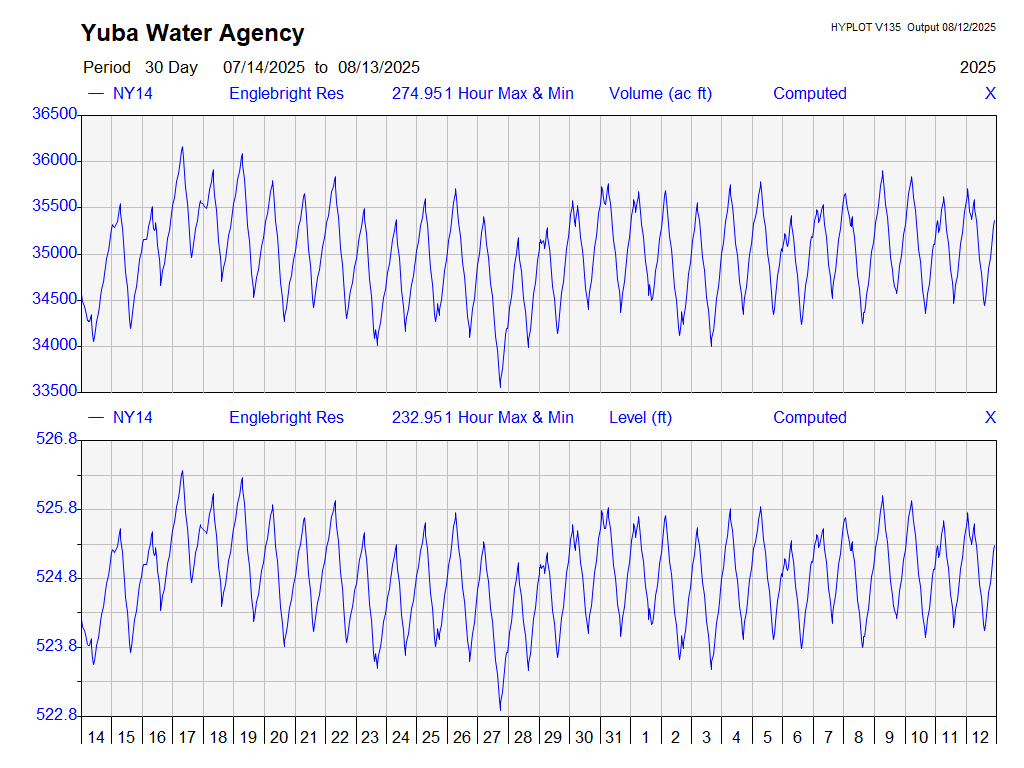 Yuba Water Agency
HYPLOT V135 Output 08/12/2025
Period 30 Day 07/14/2025 to 08/13/2025 2025
— NY14 Englebright Res 274.951 Hour Max & Min Volume (ac ft) Computed X
36500
36000
35500
35000
34500
34000
33500
— NY14 Englebright Res 232.951 Hour Max & Min Level (ft) Computed X
526.8
525.8
524.8
523.8
522.8
14 15 16 17 18 19 20 21 22 23 24 25 26 27 28 29 30 31 1 2 3 4 5 6 7 8 9 10 11 12